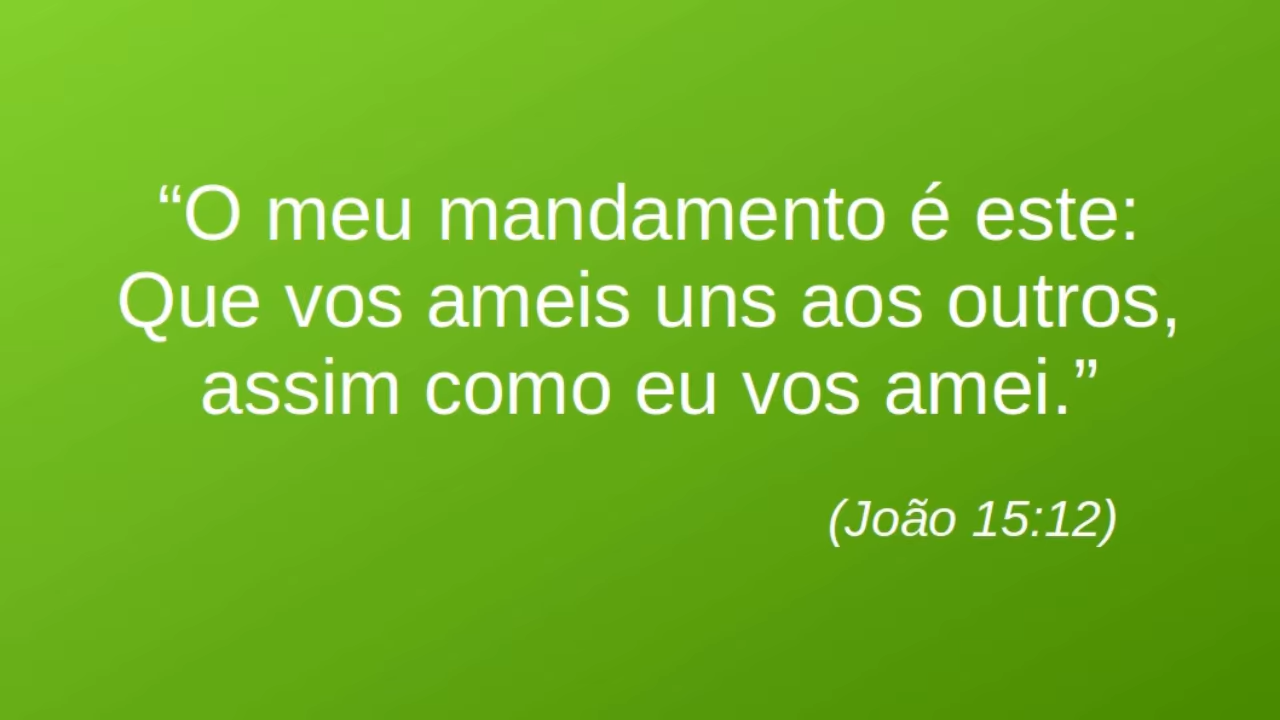 “O meu mandamento é este:
Que vos ameis uns aos outros,
assim como eu vos amei.”
(João 15:12)